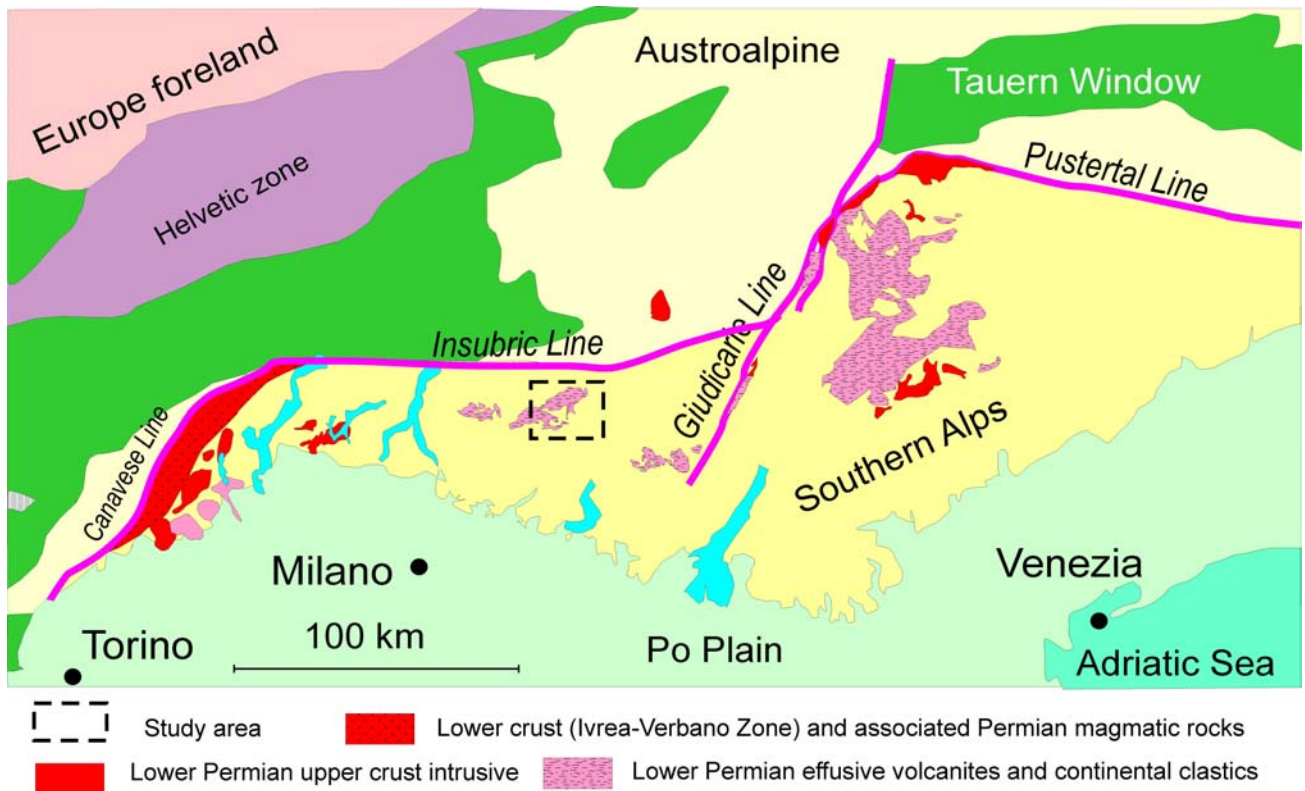 Europe foreland
Austroalpine
Tauern Window
Helvetic zone
Pustertal Line
Insubric Line
Giudicarie Line
Canavese Line
Southern Alps
Milano
Venezia
100 km
Torino
Po Plain
Adriatic Sea
Study area
Lower crust (Ivrea-Verbano Zone) and associated Permian magmatic rocks
Lower Permian upper crust intrusive
Lower Permian effusive volcanites and continental clastics